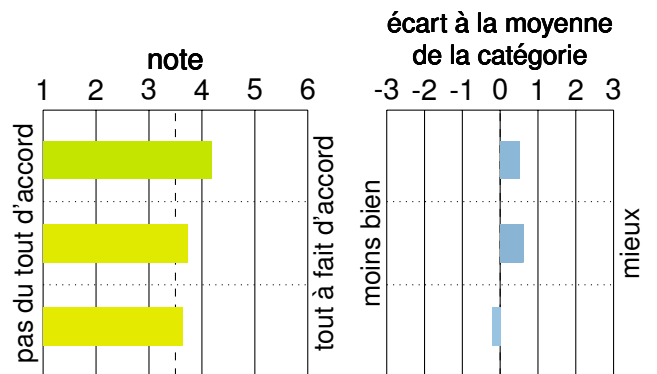 note
1 2 3 4 5 6
pas du tout d'accord
tout à fait d'accord
écart à la moyenne
de la catégorie
-3 -2 -1 0 1 2 3
moins bien
mieux